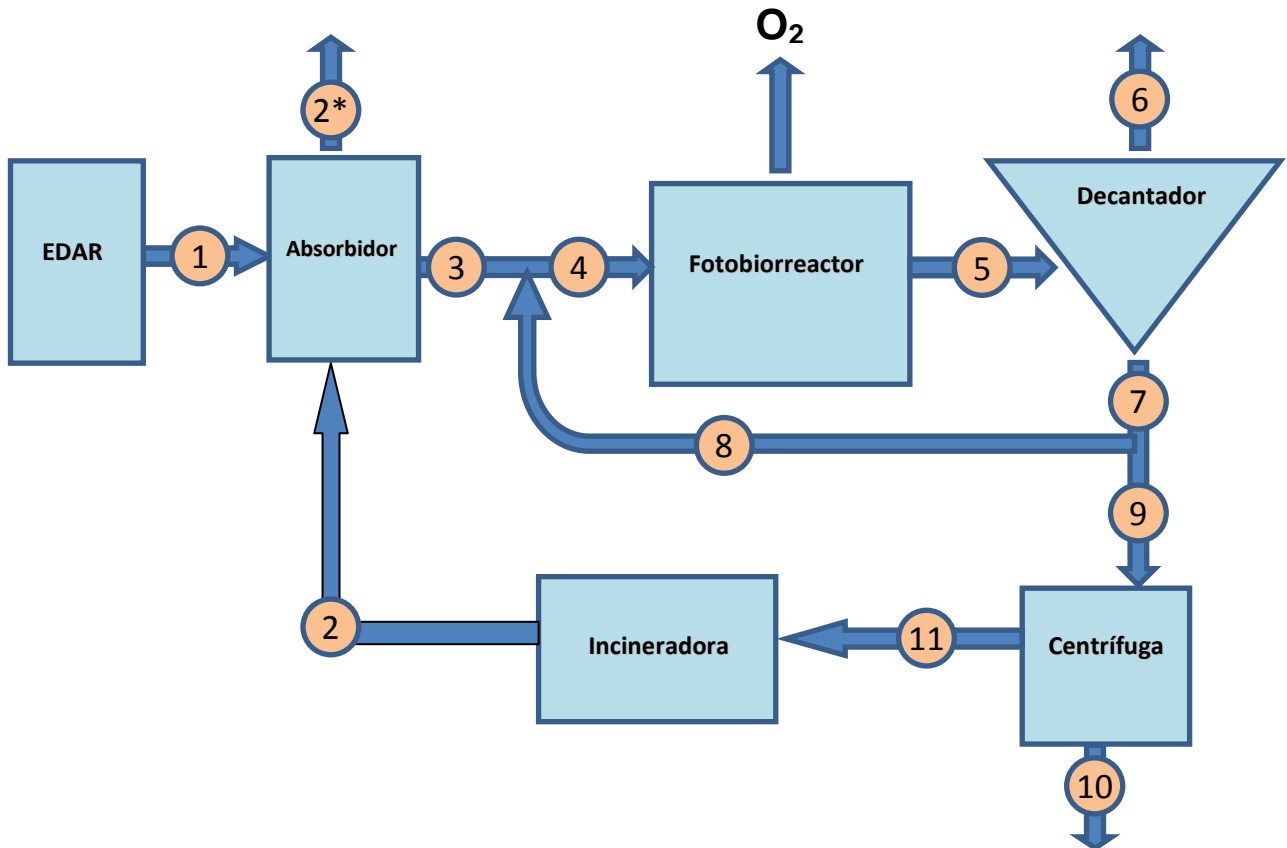 O2
2*
6
EDAR
1
Absorbidor
3
4
Fotobiorreactor
5
Decantador
7
8
9
2
Incineradora
11
Centrífuga
10